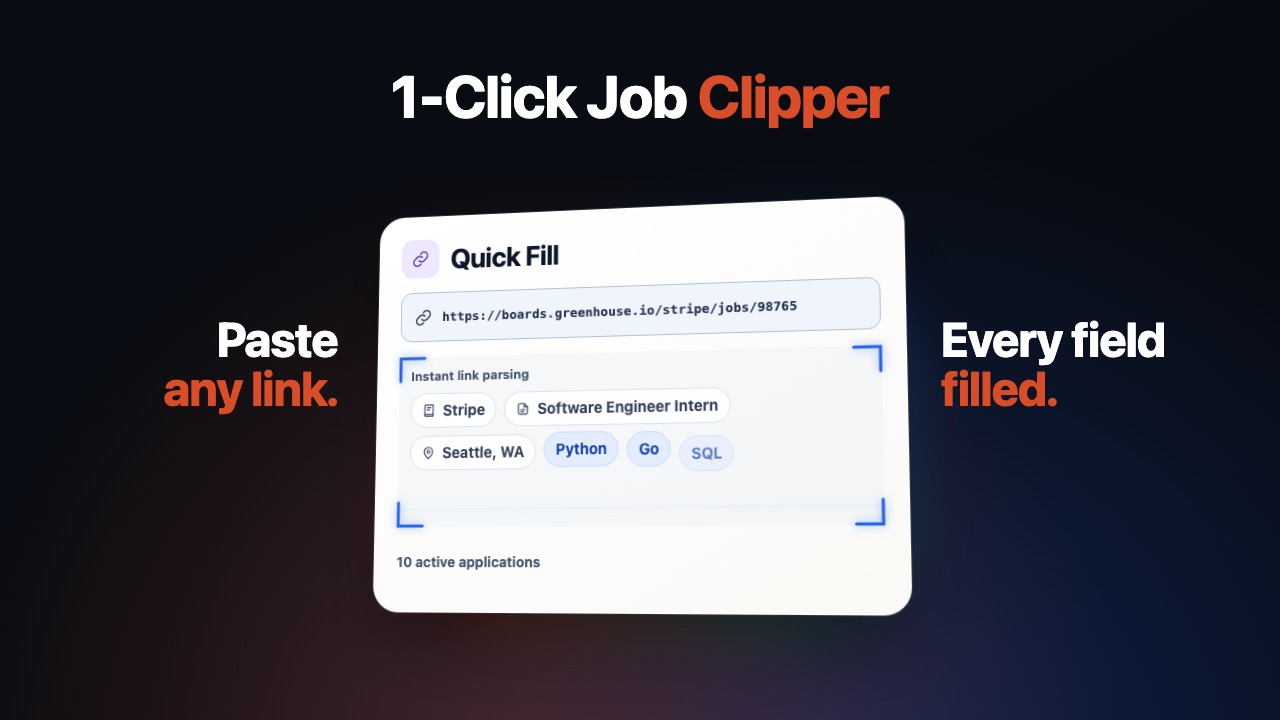 1-Click Job Clipper
Paste
any link.
Quick Fill
https://boards.greenhouse.io/stripe/jobs/98765
Instant link parsing
Stripe
Software Engineer Intern
Seattle, WA
Python
Go
SQL
10 active applications
Every field
filled.